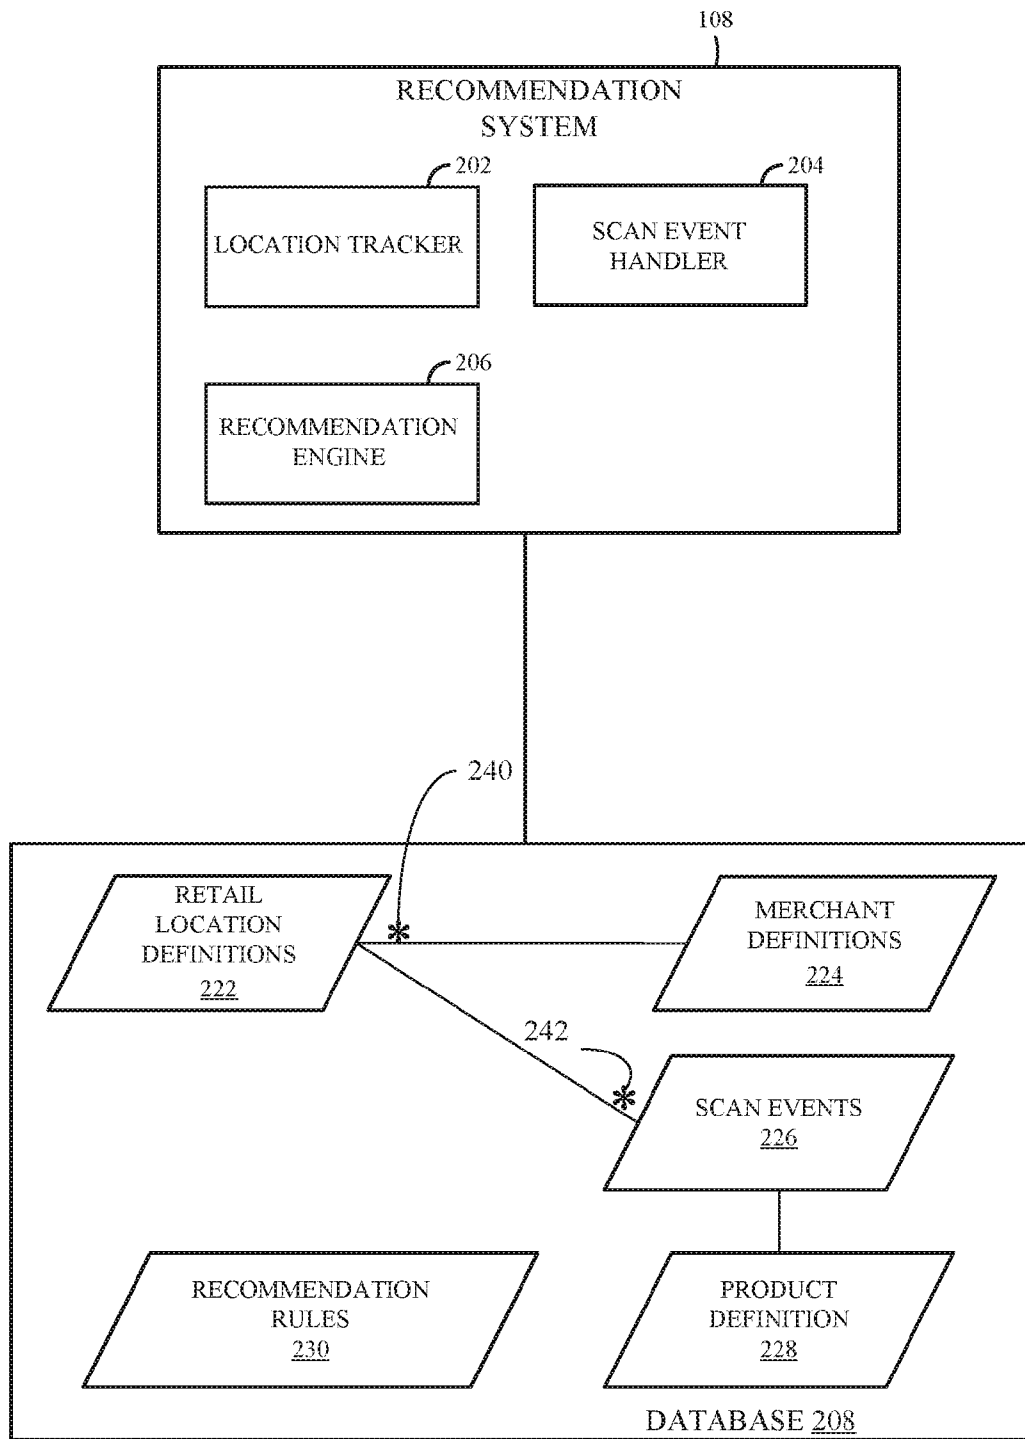 108
RECOMMENDATION
SYSTEM
202
204
LOCATION TRACKER
SCAN EVENT
HANDLER
206
RECOMMENDATION
ENGINE
240
*
RETAIL
LOCATION
DEFINITIONS
222
MERCHANT
DEFINITIONS
224
242
*
SCAN EVENTS
226
RECOMMENDATION
RULES
230
PRODUCT
DEFINITION
228
DATABASE 208